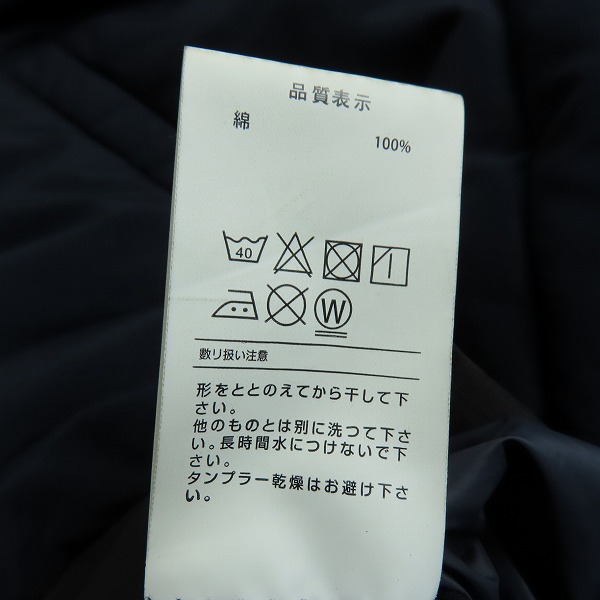 品質表示
綿
100%
40
W
數り扱い注意
形をととのえてから干して下
さい。
他のものとは別に洗つて下さ
い。長時間水につけないで下
さい。
タンプラー乾燥はお避け下さ
い。